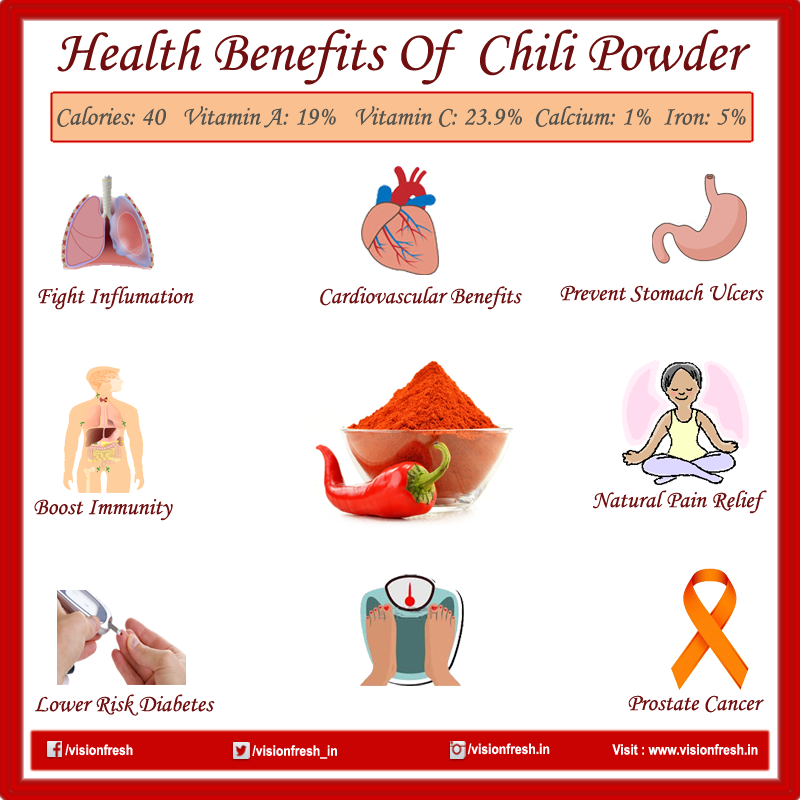 Health Benefits Of Chili Powder
Calories: 40 Vitamin A: 19% Vitamin C: 23.9% Calcium: 1% Iron: 5%
Fight Influmation
Cardiovascular Benefits
Prevent Stomach Ulcers
Boost Immunity
Natural Pain Relief
Lower Risk Diabetes
Prostate Cancer
/visionfresh
/visionfresh_in
/visionfresh.in
Visit : www.visionfresh.in